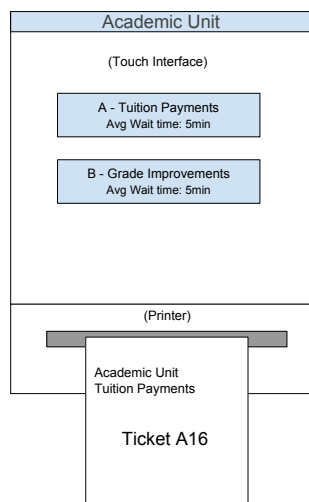 Academic Unit
(Touch Interface)
A - Tuition Payments
Avg Wait time: 5min
B - Grade Improvements
Avg Wait time: 5min
(Printer)
Academic Unit
Tuition Payments
Ticket A16